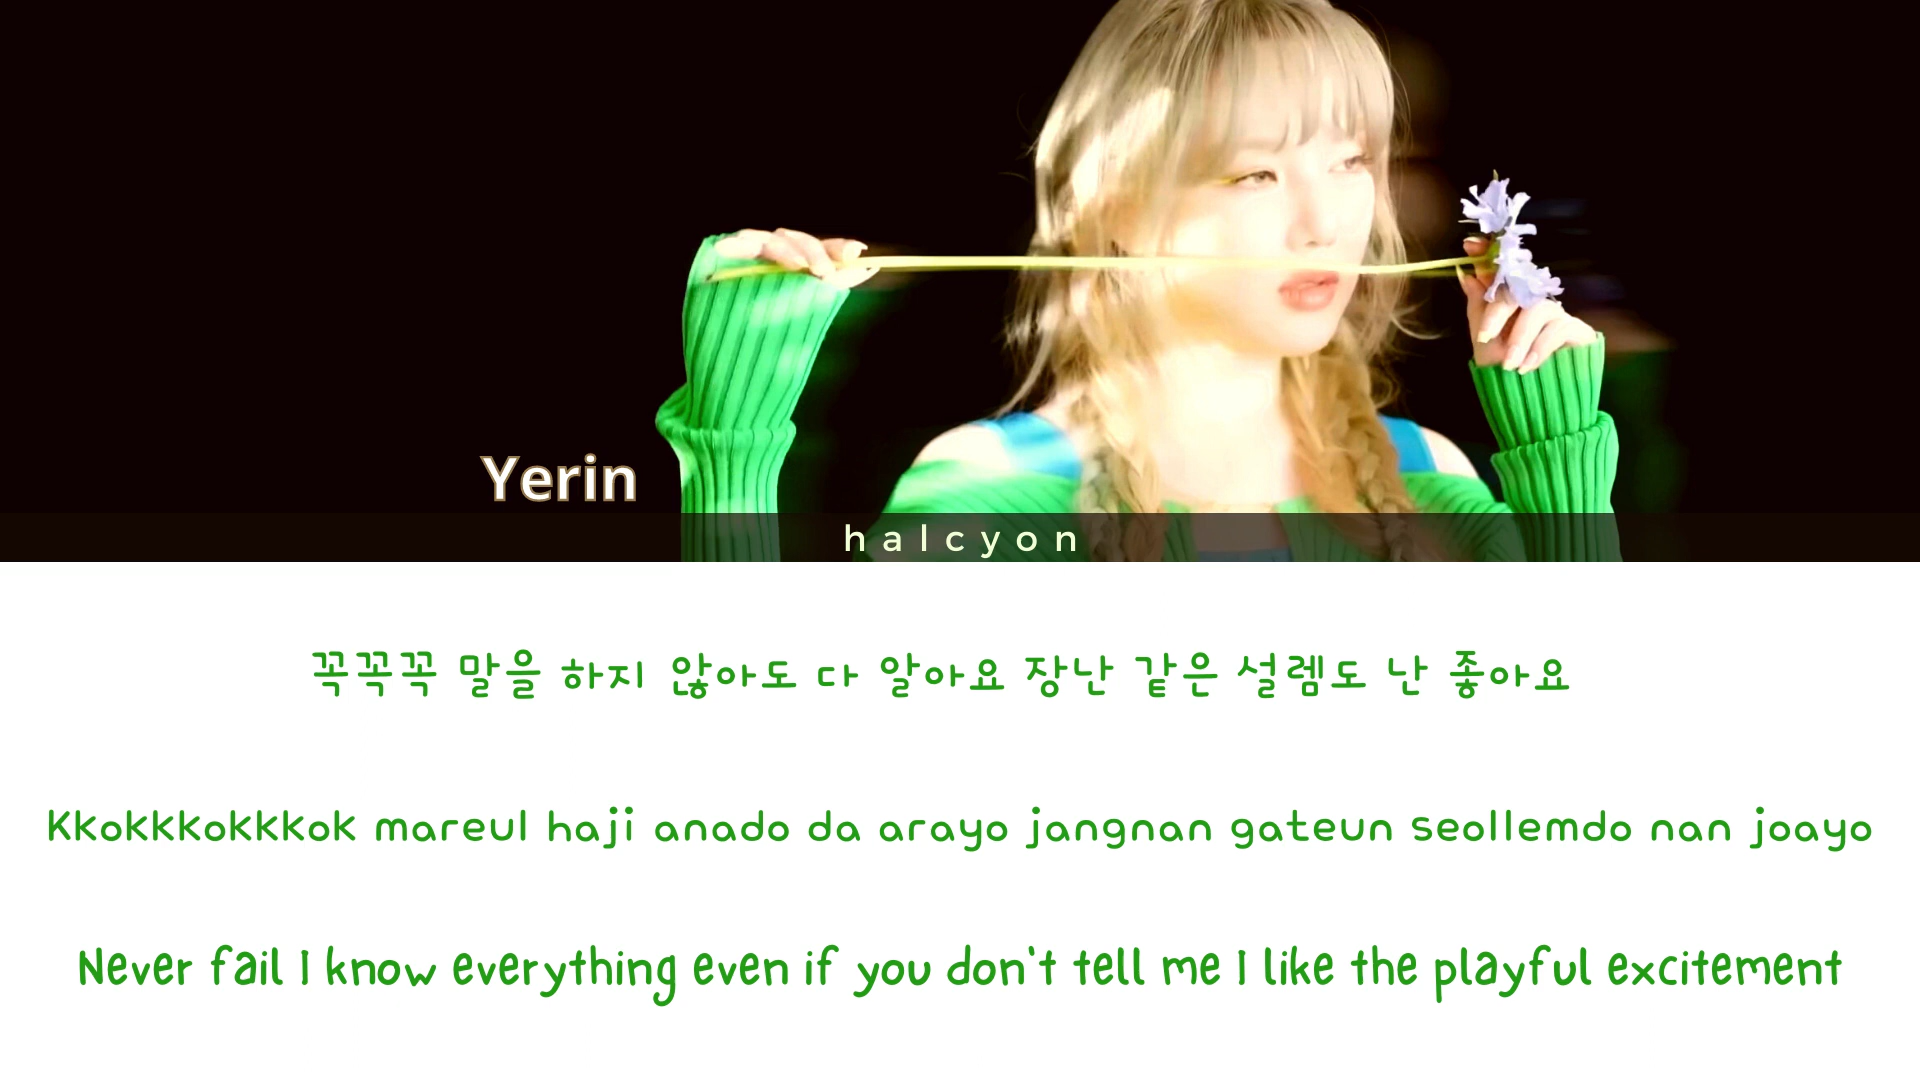 Yerin
halcyon
꼭꼭꼭 말을 하지 않아도 다 알아요 장난 같은 설렘도 난 좋아요
Kkokkkokkkok mareul haji anado da arayo jangnan gateun seollemdo nan joayo
Never fail I know everything even if you don't tell me I like the playful excitement